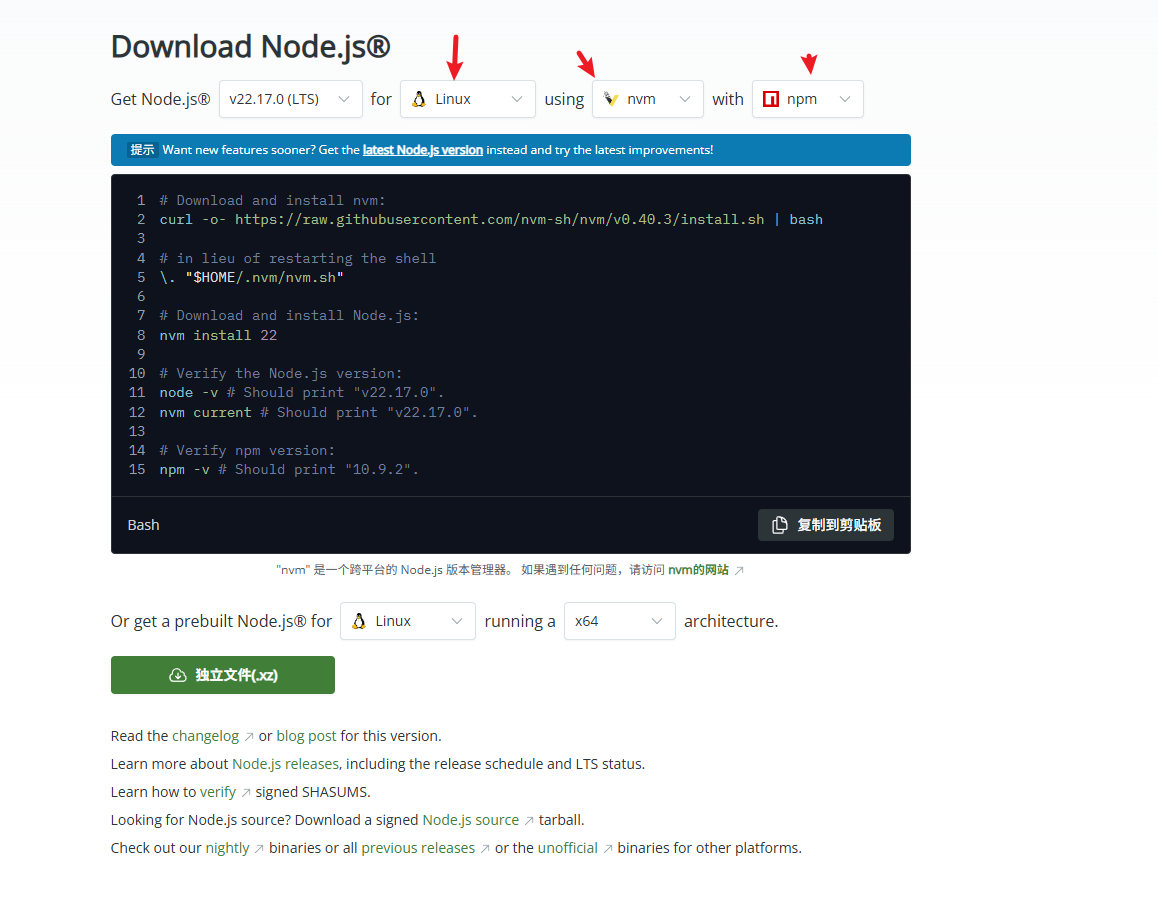 Download Node.js®
Get Node.js® v22.17.0 (LTS) for Linux using nvm with npm
提示 Want new features sooner? Get the latest Node.js version instead and try the latest improvements!
1 # Download and install nvm:
2 curl -o- https://raw.githubusercontent.com/nvm-sh/nvm/v0.40.3/install.sh | bash
3
4 # in lieu of restarting the shell
5 \. "$HOME/.nvm/nvm.sh"
6
7 # Download and install Node.js:
8 nvm install 22
9
10 # Verify the Node.js version:
11 node -v # Should print "v22.17.0".
12 nvm current # Should print "v22.17.0".
13
14 # Verify npm version:
15 npm -v # Should print "10.9.2".
Bash 复制到剪贴板
"nvm" 是一个跨平台的 Node.js 版本管理器。 如果遇到任何问题，请访问 nvm的网站
Or get a prebuilt Node.js® for Linux running a x64 architecture.
独立文件(.xz)
Read the changelog or blog post for this version.
Learn more about Node.js releases, including the release schedule and LTS status.
Learn how to verify signed SHASUMS.
Looking for Node.js source? Download a signed Node.js source tarball.
Check out our nightly binaries or all previous releases or the unofficial binaries for other platforms.